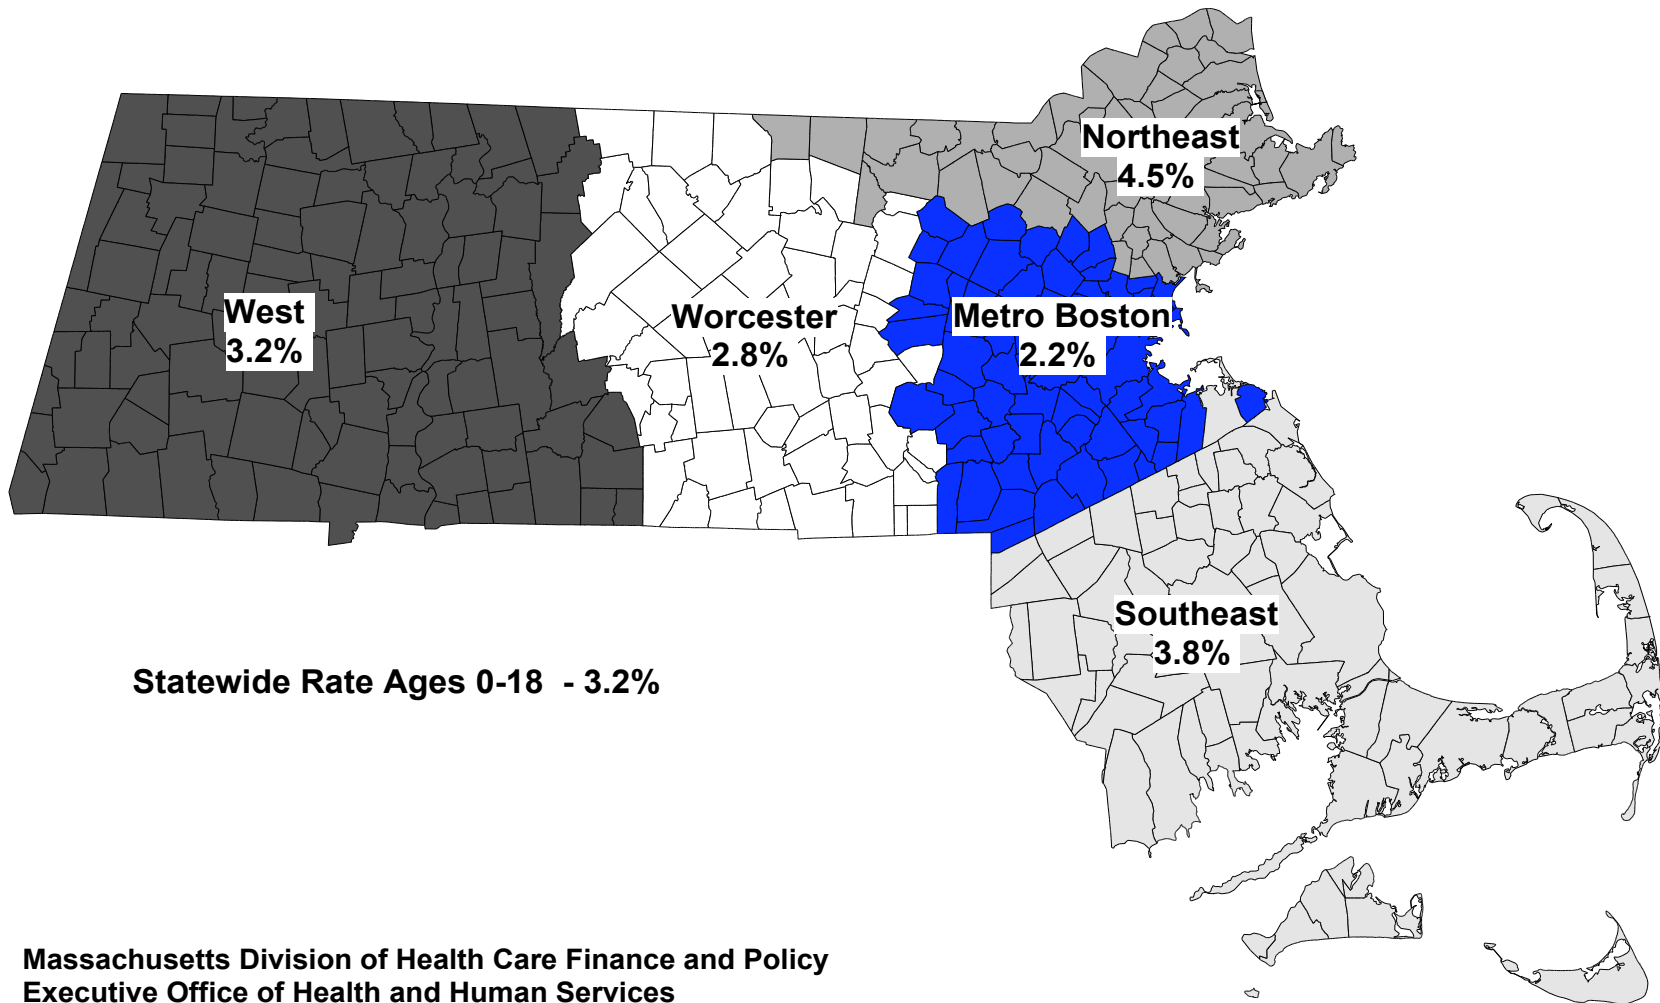 Northeast
4.5%
West
3.2%
Worcester
2.8%
Metro Boston
2.2%
Southeast
3.8%
Statewide Rate Ages 0-18 - 3.2%
Massachusetts Division of Health Care Finance and Policy
Executive Office of Health and Human Services